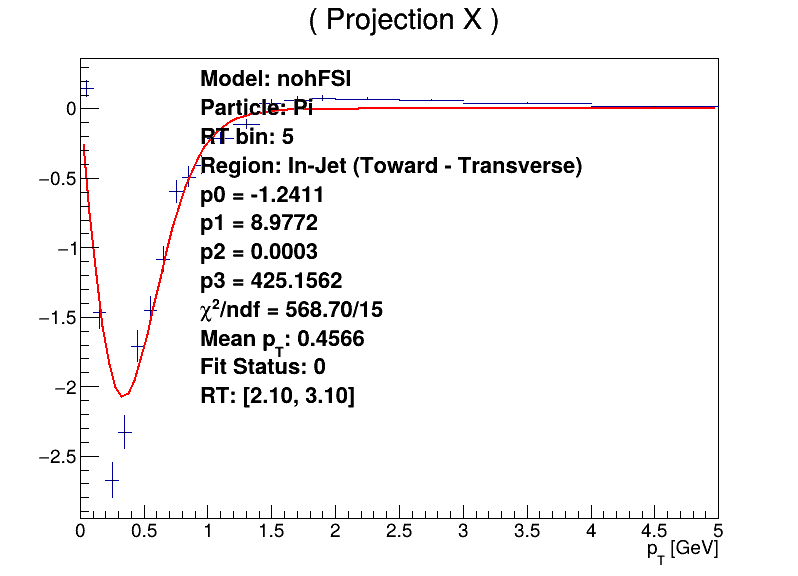 ( Projection X )
Model: nohFSI
Particle: Pi
RT bin: 5
Region: In-Jet (Toward - Transverse)
p0 = -1.2411
p1 = 8.9772
p2 = 0.0003
p3 = 425.1562
χ²/ndf = 568.70/15
Mean p_T: 0.4566
Fit Status: 0
RT: [2.10, 3.10]
0
−0.5
−1
−1.5
−2
−2.5
0 0.5 1 1.5 2 2.5 3 3.5 4 4.5 5
p_T [GeV]